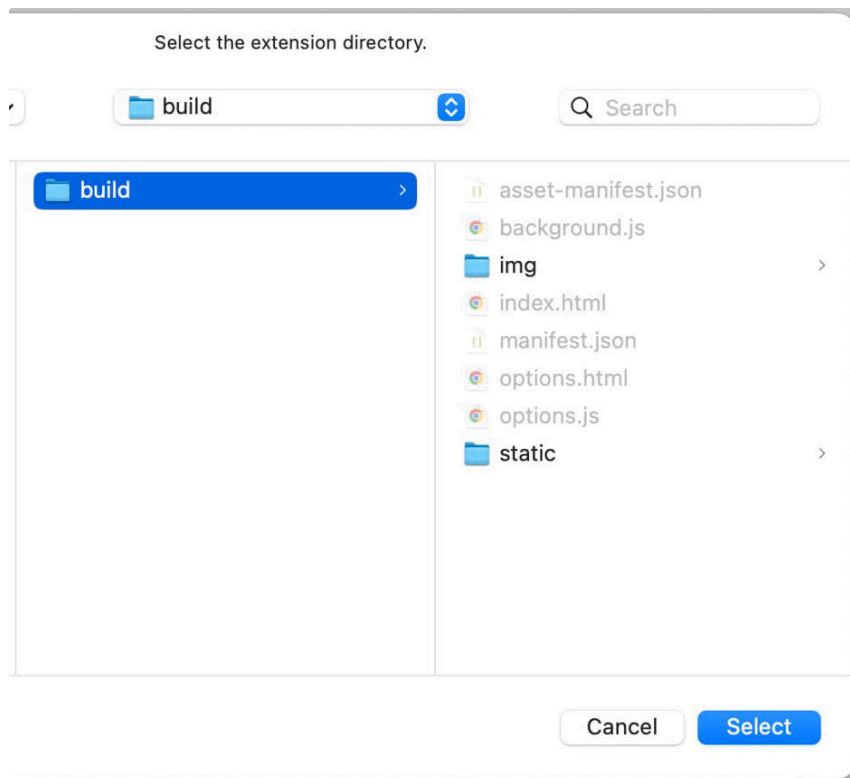 Select the extension directory.
build
Search
build
asset-manifest.json
background.js
img
index.html
manifest.json
options.html
options.js
static
Cancel
Select